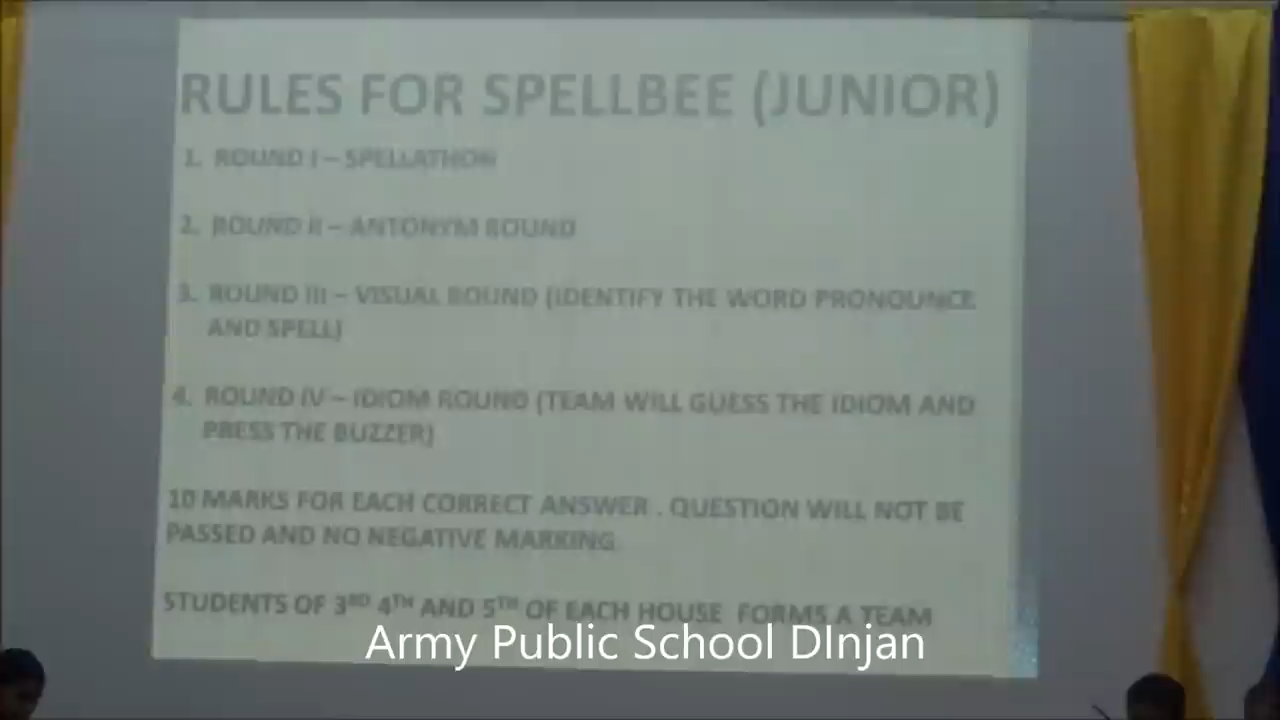 RULES FOR SPELLBEE (JUNIOR)
1. ROUND I – SPELLATHON
2. ROUND II – ANTONYM ROUND
3. ROUND III – VISUAL ROUND (IDENTIFY THE WORD PRONOUNCE
AND SPELL)
4. ROUND IV – IDIOM ROUND (TEAM WILL GUESS THE IDIOM AND
PRESS THE BUZZER)
10 MARKS FOR EACH CORRECT ANSWER . QUESTION WILL NOT BE
PASSED AND NO NEGATIVE MARKING
STUDENTS OF 3RD 4TH AND 5TH OF EACH HOUSE FORMS A TEAM
Army Public School DInjan